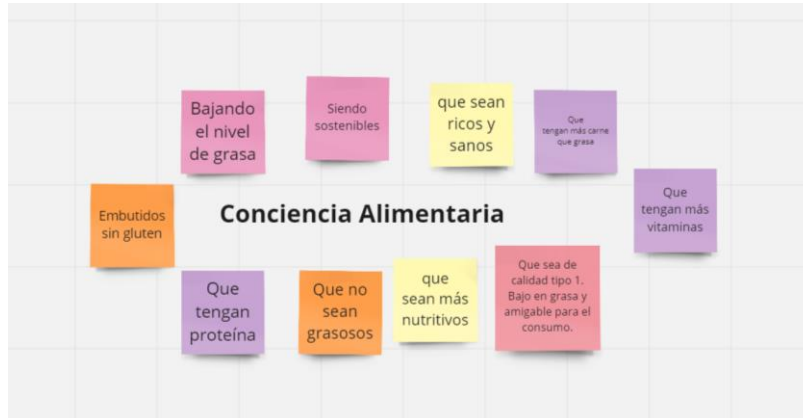 Bajando
el nivel
de grasa
Siendo
sostenibles
que sean
ricos y
sanos
Que
tengan más carne
que grasa
Embutidos
sin gluten
Conciencia Alimentaria
Que
tengan más
vitaminas
Que
tengan
proteína
Que no
sean
grasosos
que
sean más
nutritivos
Que sea de
calidad tipo 1.
Bajo en grasa y
amigable para el
consumo.